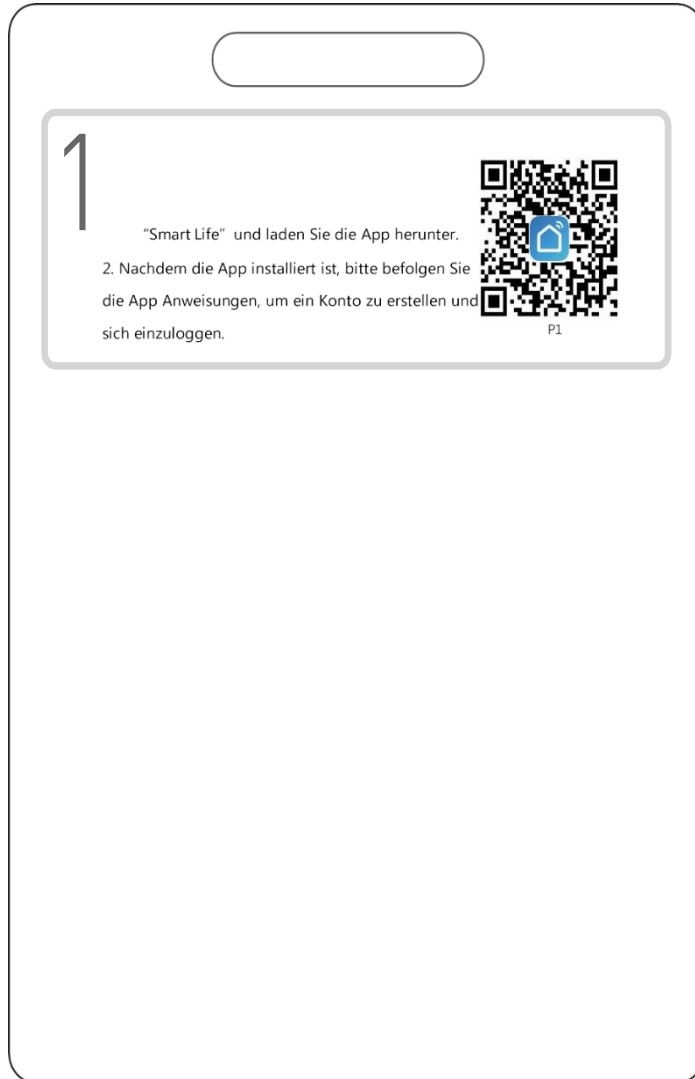 1
“Smart Life” und laden Sie die App herunter.
2. Nachdem die App installiert ist, bitte befolgen Sie
die App Anweisungen, um ein Konto zu erstellen und
sich einzuloggen.
P1